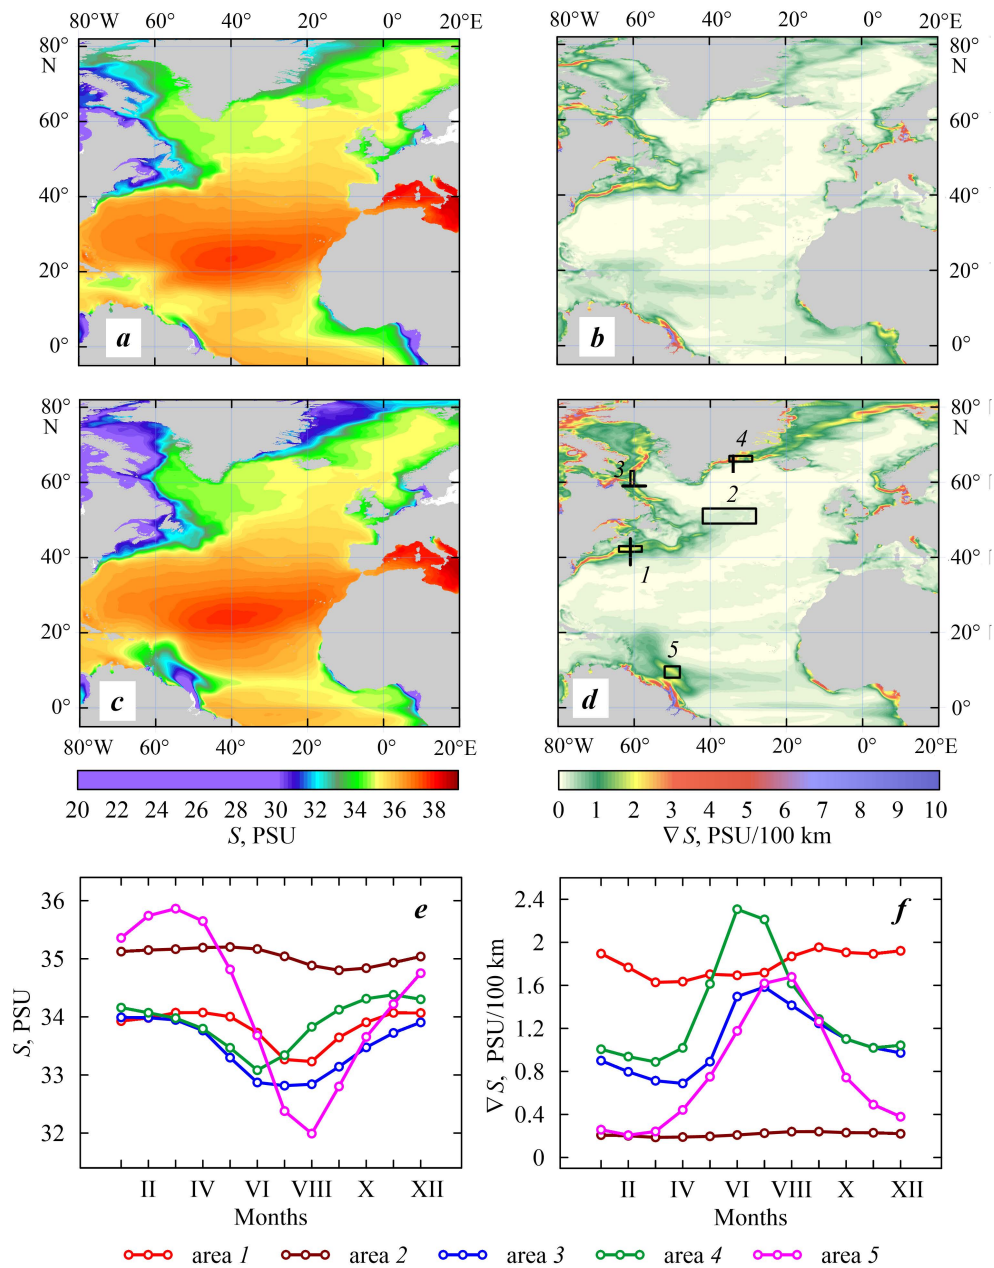 80°W 60° 40° 20° 0° 20°E
80° N 60° 40° 20° 0°
a
80°W 60° 40° 20° 0° 20°E
80° N 60° 40° 20° 0°
b
80° N 60° 40° 20° 0°
c
80°W 60° 40° 20° 0° 20°E
80° N 60° 40° 20° 0°
4
3
2
1
5
d
80°W 60° 40° 20° 0° 20°E
20 22 24 26 28 30 32 34 36 38
S, PSU
0 1 2 3 4 5 6 7 8 9 10
∇ S, PSU/100 km
36
35
34
33
32
S, PSU
e
II IV VI VIII X XII
Months
2.4
2
1.6
1.2
0.8
0.4
0
∇ S, PSU/100 km
f
II IV VI VIII X XII
Months
area 1 area 2 area 3 area 4 area 5